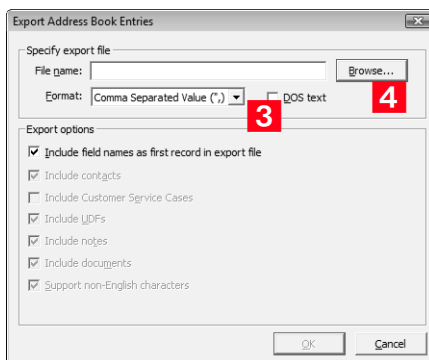 Export Address Book Entries
Specify export file
File name:
Browse...
Format: Comma Separated Value (",) DOS text
3
4
Export options
Include field names as first record in export file
Include contacts
Include Customer Service Cases
Include UDFs
Include notes
Include documents
Support non-English characters
OK Cancel